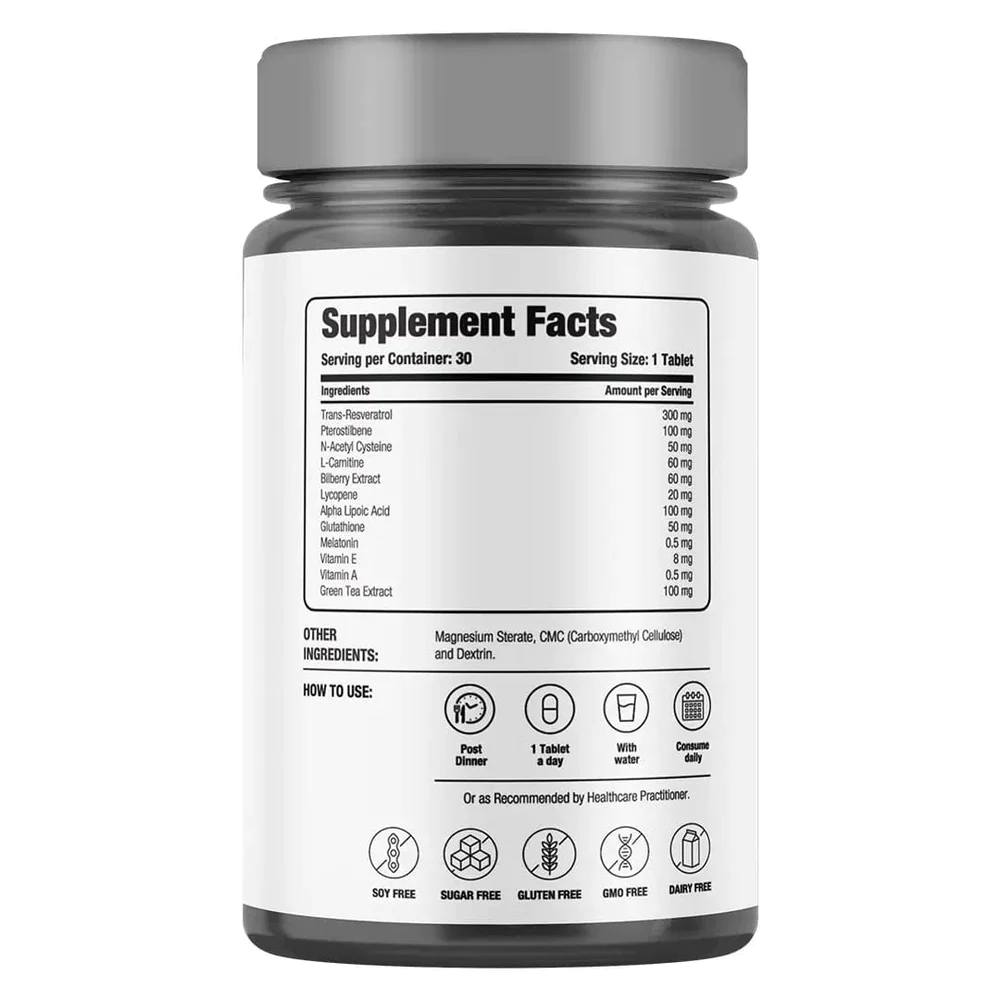 Supplement Facts
Serving per Container: 30 Serving Size: 1 Tablet
Ingredients Amount per Serving
Trans-Resveratrol 300 mg
Pterostilbene 100 mg
N-Acetyl Cysteine 50 mg
L-Carnitine 60 mg
Bilberry Extract 60 mg
Lycopene 20 mg
Alpha Lipoic Acid 100 mg
Glutathione 50 mg
Melatonin 0.5 mg
Vitamin E 8 mg
Vitamin A 0.5 mg
Green Tea Extract 100 mg
OTHER INGREDIENTS: Magnesium Sterate, CMC (Carboxymethyl Cellulose)
and Dextrin.
HOW TO USE:
Post Dinner
1 Tablet a day
With water
Consume daily
Or as Recommended by Healthcare Practitioner.
SOY FREE SUGAR FREE GLUTEN FREE GMO FREE DAIRY FREE